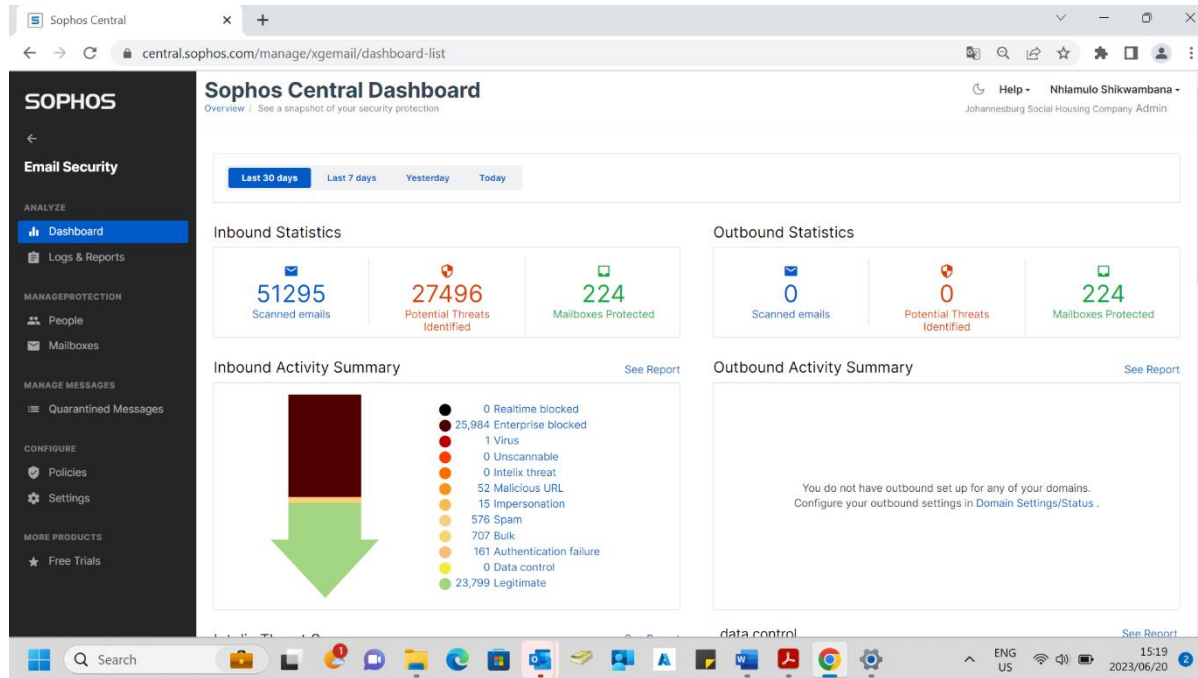 Sophos Central
central.sophos.com/manage/xgemail/dashboard-list
SOPHOS
Email Security
ANALYZE
Dashboard
Logs & Reports
MANAGEPROTECTION
People
Mailboxes
MANAGE MESSAGES
Quarantined Messages
CONFIGURE
Policies
Settings
MORE PRODUCTS
Free Trials
Sophos Central Dashboard
Overview / See a snapshot of your security protection
Help
Nhlamulo Shikwambana
Johannesburg Social Housing Company Admin
Last 30 days Last 7 days Yesterday Today
Inbound Statistics
51295
Scanned emails
27496
Potential Threats
Identified
224
Mailboxes Protected
Outbound Statistics
0
Scanned emails
0
Potential Threats
Identified
224
Mailboxes Protected
Inbound Activity Summary
See Report
0 Realtime blocked
25,984 Enterprise blocked
1 Virus
0 Unscannable
0 Intelix threat
52 Malicious URL
15 Impersonation
576 Spam
707 Bulk
161 Authentication failure
0 Data control
23,799 Legitimate
Outbound Activity Summary
See Report
You do not have outbound set up for any of your domains.
Configure your outbound settings in Domain Settings/Status .
data control
See Report
Search
1
ENG
US
15:19
2023/06/20
2